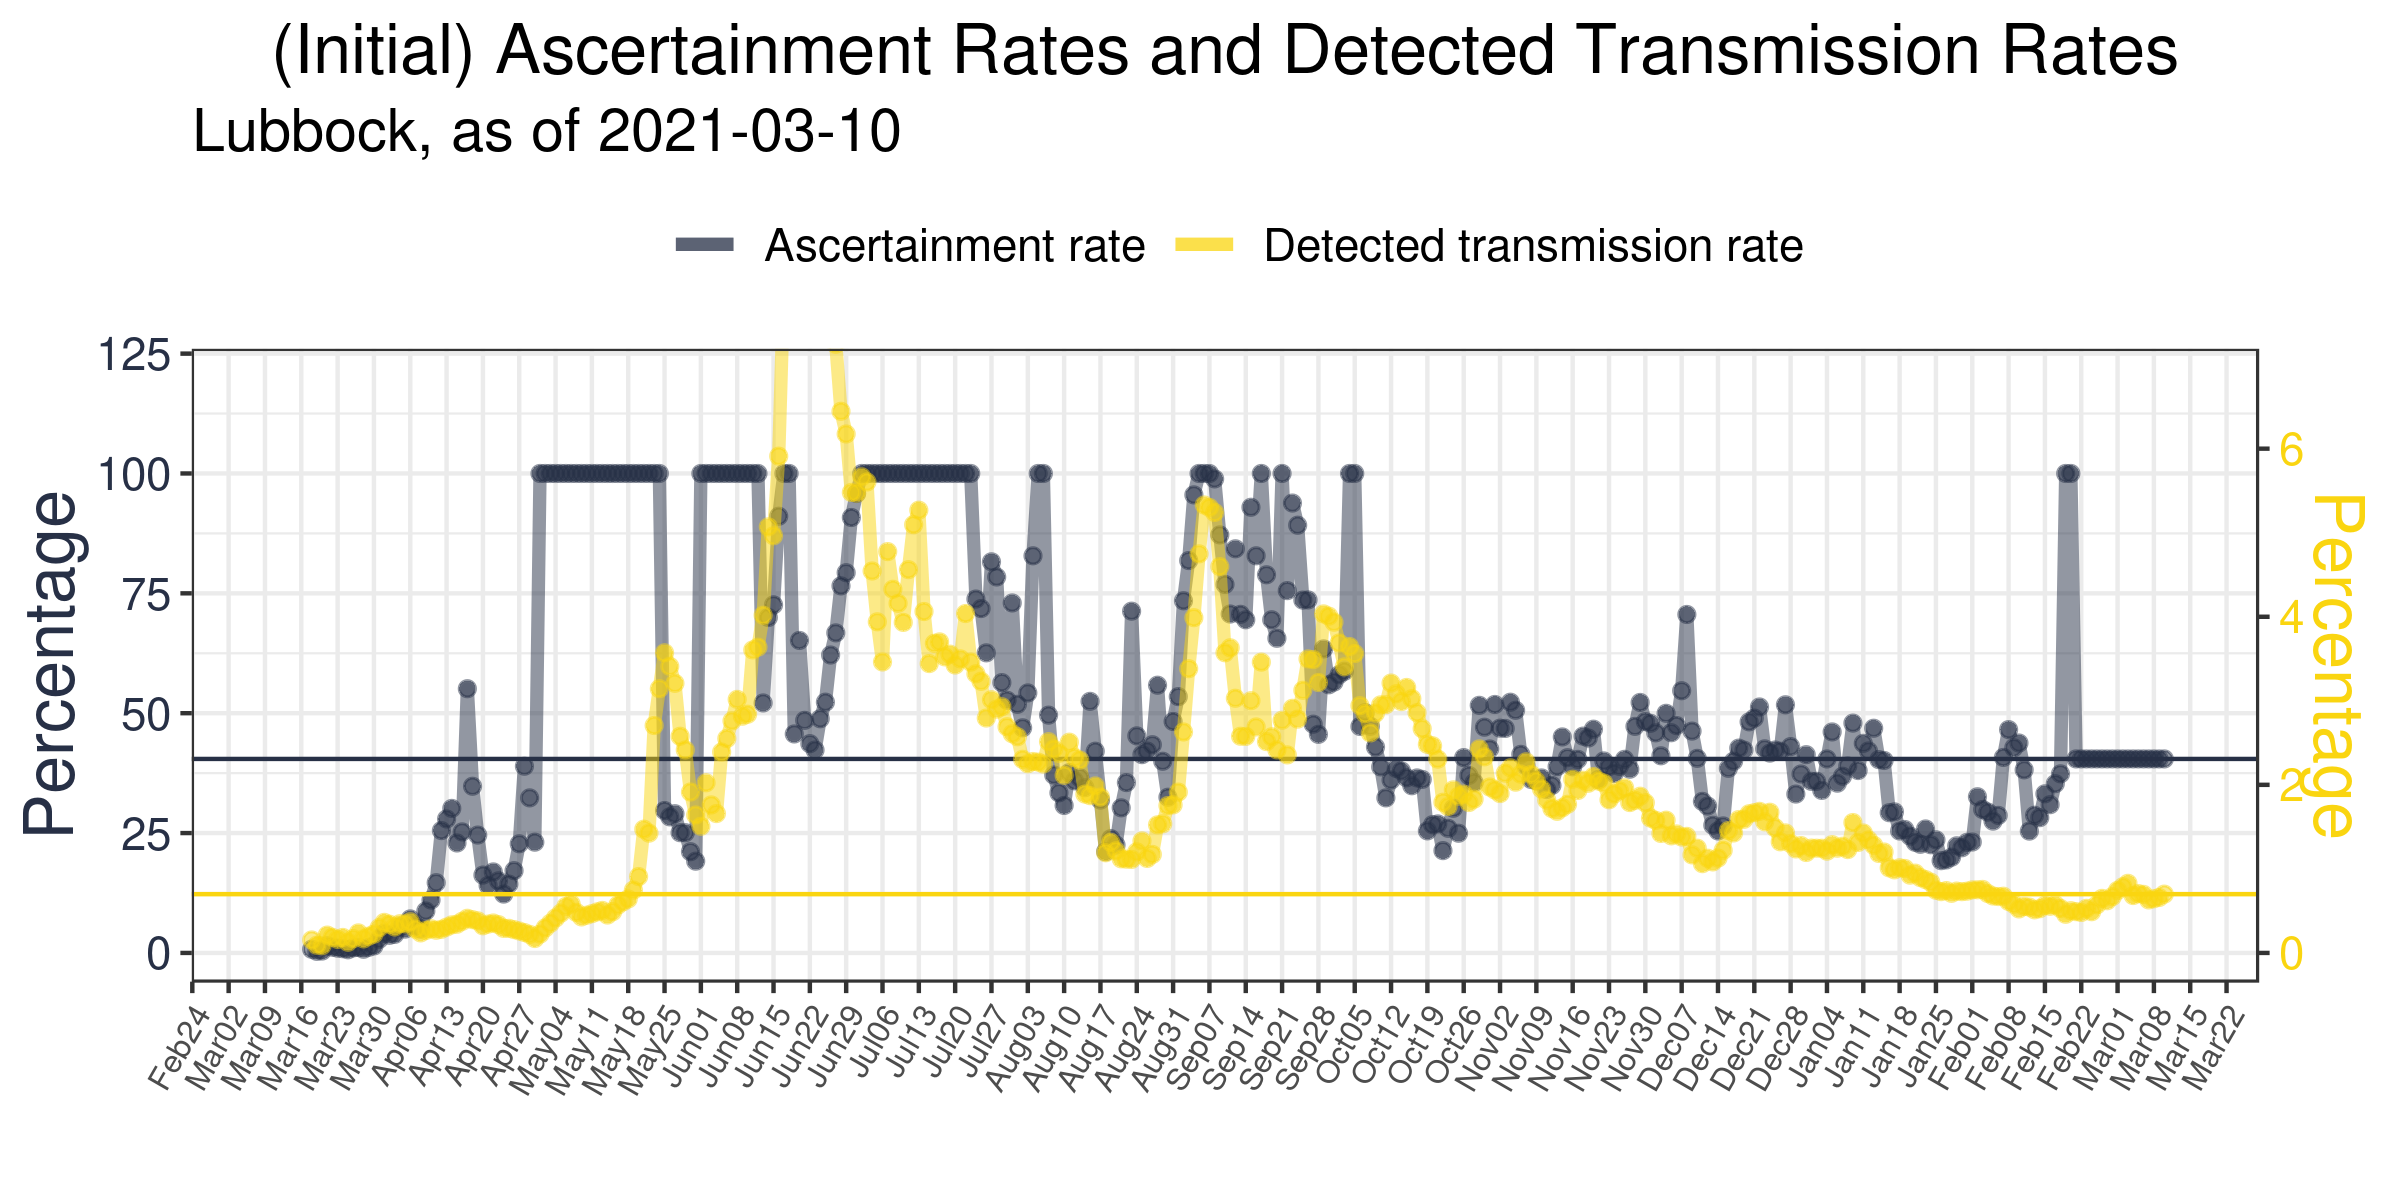 (Initial) Ascertainment Rates and Detected Transmission Rates
Lubbock, as of 2021-03-10
Ascertainment rate Detected transmission rate
125
100
75
50
25
0
Percentage
6
4
2
0
Percentage
Feb24 Mar02 Mar09 Mar16 Mar23 Mar30 Apr06 Apr13 Apr20 Apr27 May04 May11 May18 May25 Jun01 Jun08 Jun15 Jun22 Jun29 Jul06 Jul13 Jul20 Jul27 Aug03 Aug10 Aug17 Aug24 Aug31 Sep07 Sep14 Sep21 Sep28 Oct05 Oct12 Oct19 Oct26 Nov02 Nov09 Nov16 Nov23 Nov30 Dec07 Dec14 Dec21 Dec28 Jan04 Jan11 Jan18 Jan25 Feb01 Feb08 Feb15 Feb22 Mar01 Mar08 Mar15 Mar22